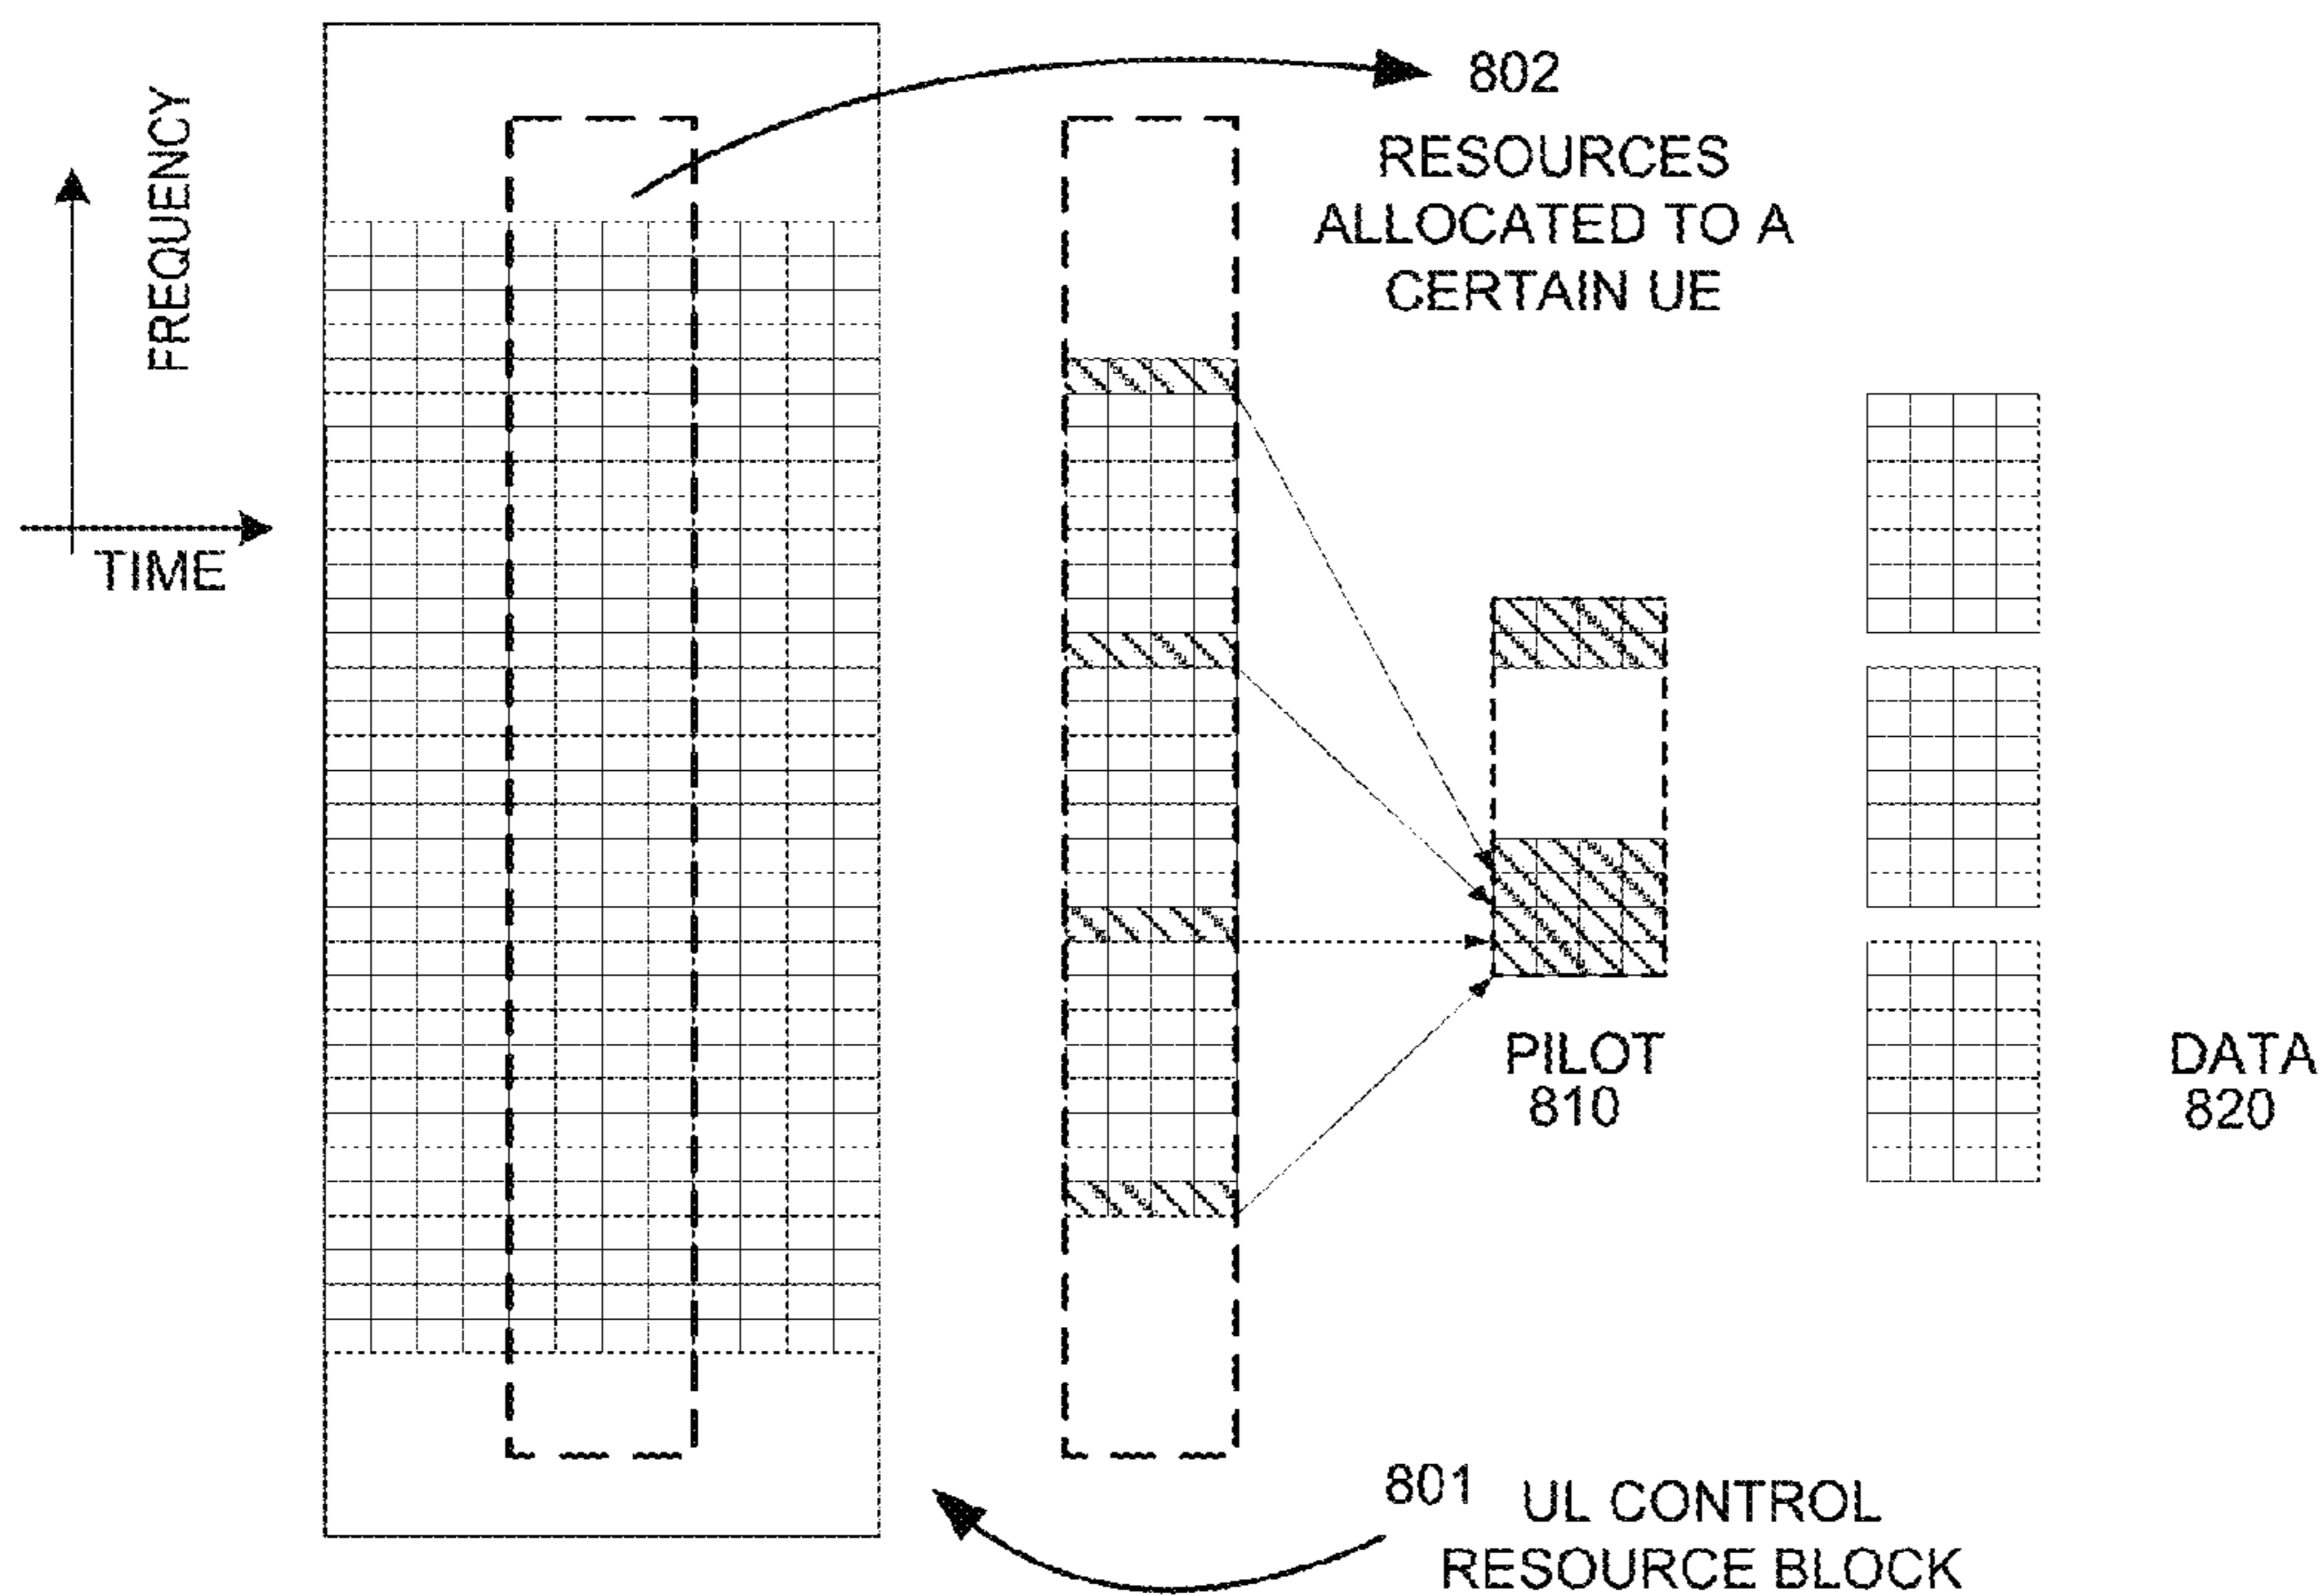 802
RESOURCES
ALLOCATED TO A
CERTAIN UE
FREQUENCY
TIME
PILOT
810
DATA
820
801 UL CONTROL
RESOURCE BLOCK